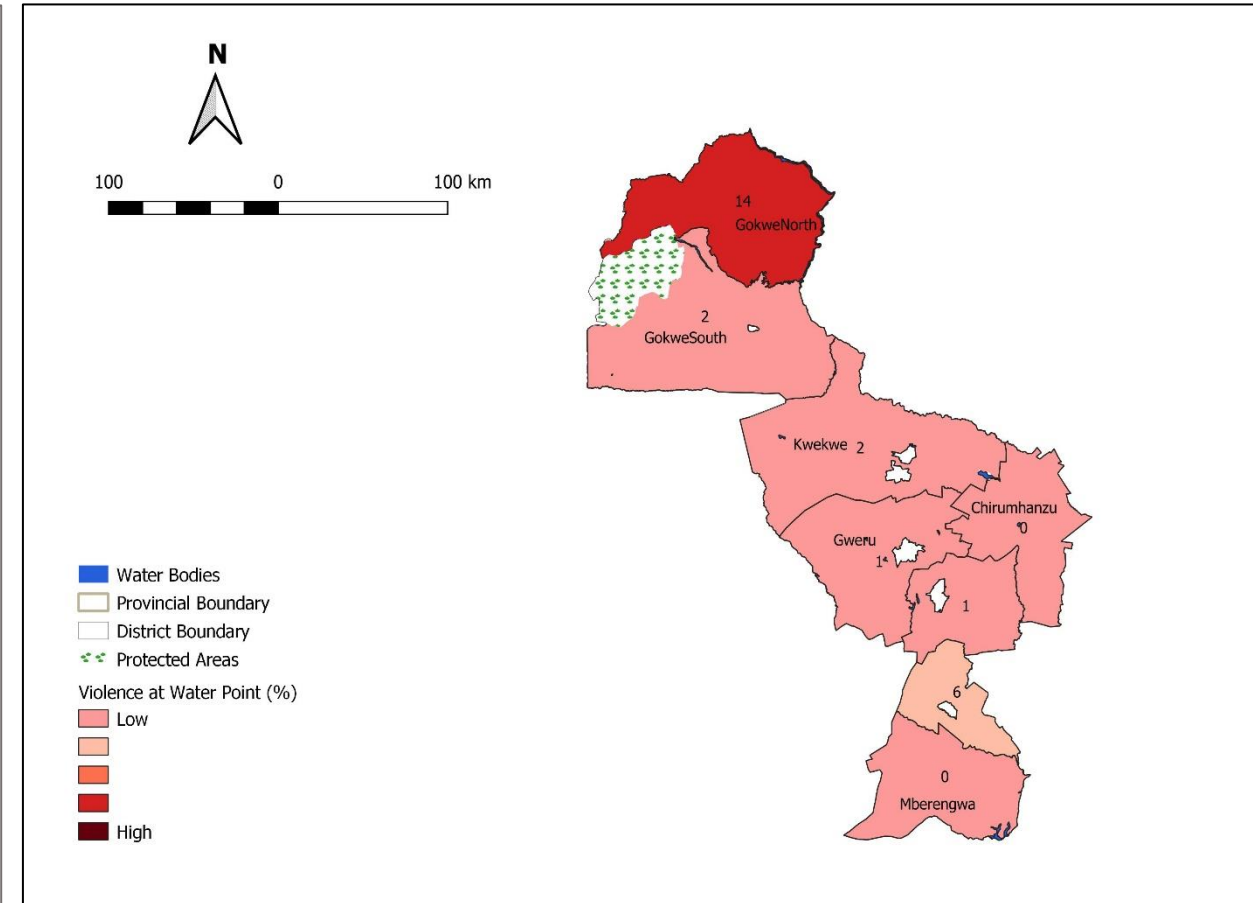 N
100 0 100 km
14
GokweNorth
2
GokweSouth
Kwekwe 2
Chirumhanzu
0
Gweru
1
1
6
0
Mberengwa
Water Bodies
Provincial Boundary
District Boundary
Protected Areas
Violence at Water Point (%)
Low
High